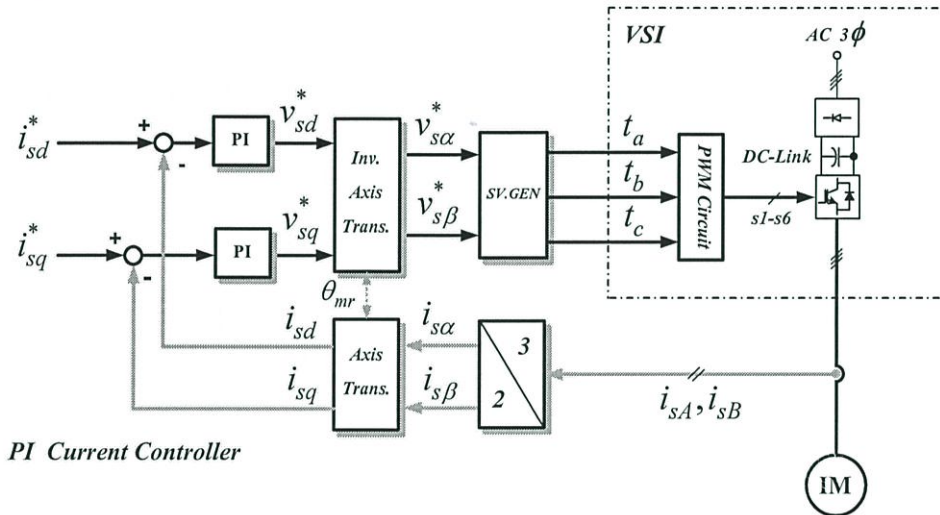 VSI
AC 3ϕ
DC-Link
s1-s6
i*sd
+
-
PI
v*sd
Inv.
Axis
Trans.
v*sα
SV.GEN
ta
tb
tc
PWM Circuit
i*sq
+
-
PI
v*sq
v*sβ
θmr
isd
isq
Axis
Trans.
isα
isβ
3
2
isA, isB
PI Current Controller
IM